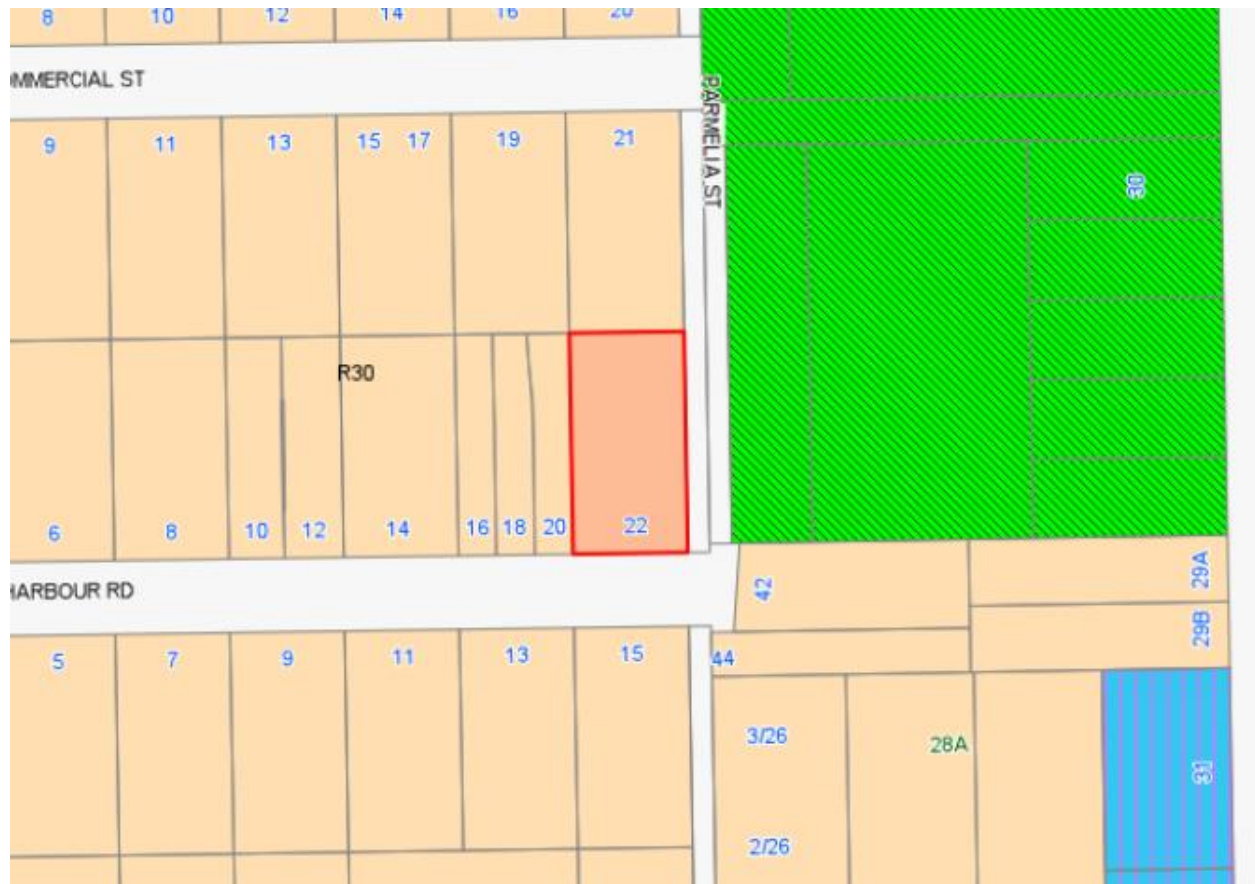 8 10 12 14 16 20
OMMERCIAL ST
PARMELIA ST
9 11 13 15 17 19 21
30
R30
6 8 10 12 14 16 18 20 22
HARBOUR RD
42 29A
29B
5 7 9 11 13 15 44
3/26 28A
31
2/26